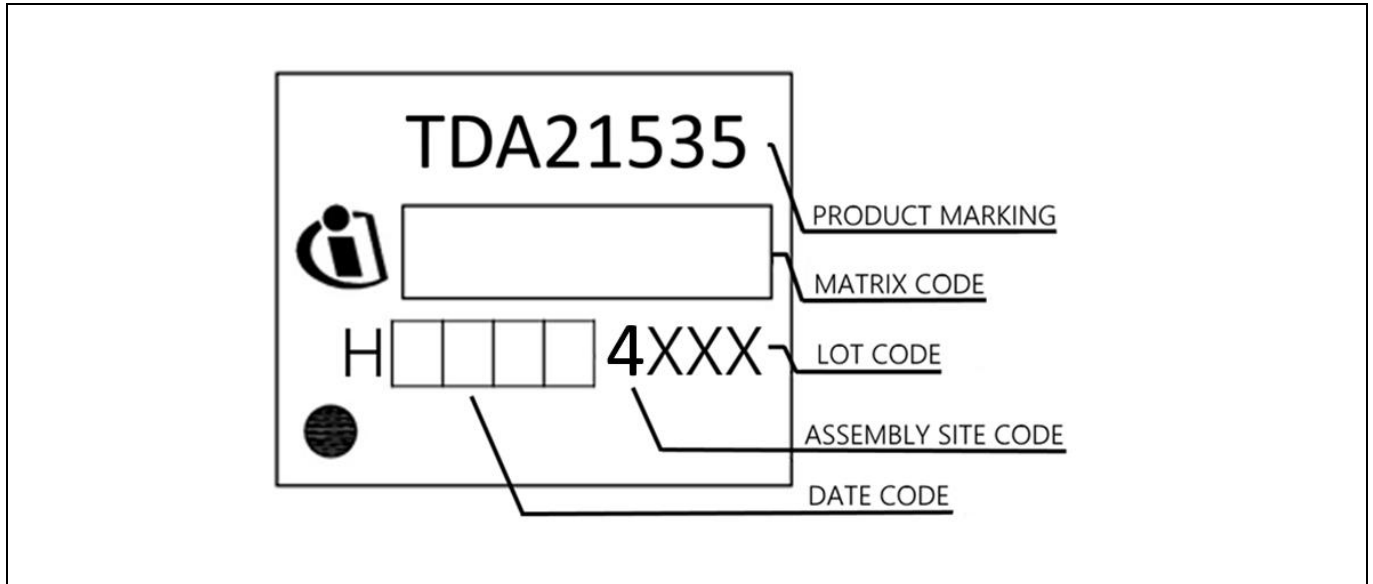 TDA21535
PRODUCT MARKING
MATRIX CODE
H 4XXX
LOT CODE
ASSEMBLY SITE CODE
DATE CODE